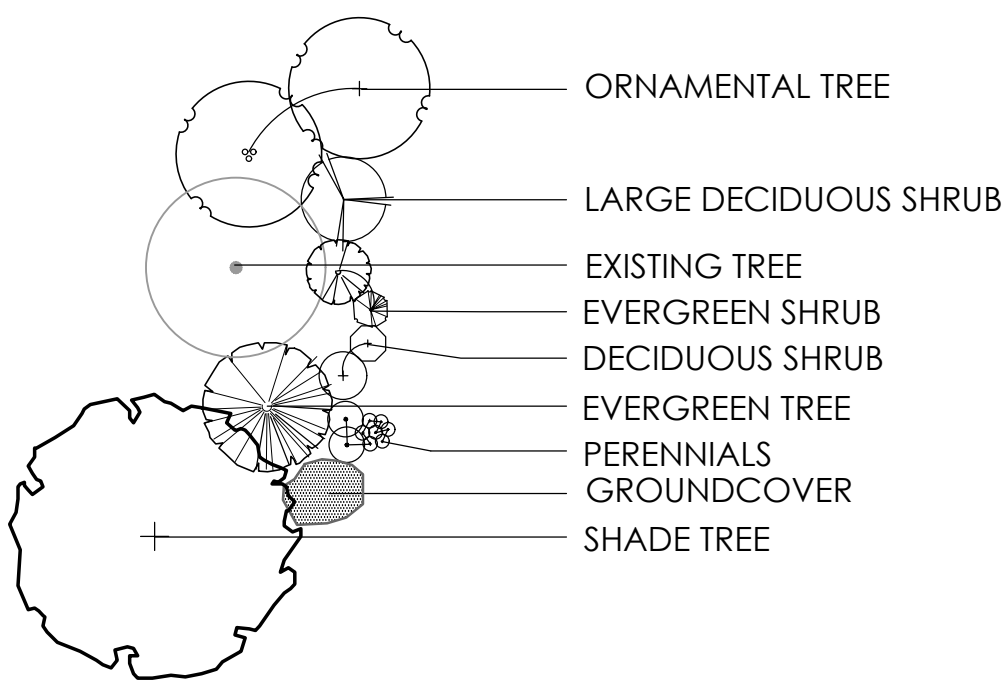 ORNAMENTAL TREE
LARGE DECIDUOUS SHRUB
EXISTING TREE
EVERGREEN SHRUB
DECIDUOUS SHRUB
EVERGREEN TREE
PERENNIALS
GROUNDCOVER
SHADE TREE